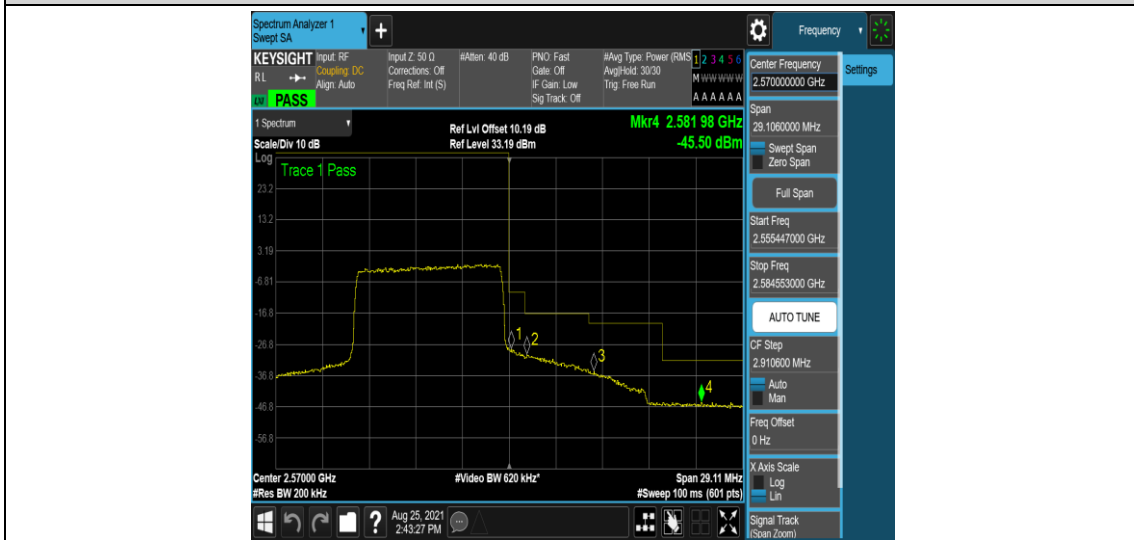 Spectrum Analyzer 1
Swept SA
Frequency
KEYSIGHT
R L
LXI
PASS
Input: RF
Coupling: DC
Align: Auto
Input Z: 50 Ω
Corrections: Off
Freq Ref: Int (S)
#Atten: 40 dB
PNO: Fast
Gate: Off
IF Gain: Low
Sig Track: Off
#Avg Type: Power (RMS
Avg|Hold: 30/30
Trig: Free Run
1 2 3 4 5 6
M W W W W W
A A A A A A
1 Spectrum
Scale/Div 10 dB
Ref Lvl Offset 10.19 dB
Ref Level 33.19 dBm
Mkr4 2.581 98 GHz
-45.50 dBm
Log
Trace 1 Pass
23.2
13.2
3.19
-6.81
-16.8
-26.8
-36.8
-46.8
-56.8
1
2
3
4
Center 2.57000 GHz
#Res BW 200 kHz
#Video BW 620 kHz*
Span 29.11 MHz
#Sweep 100 ms (601 pts)
Center Frequency
2.570000000 GHz
Settings
Span
29.1060000 MHz
Swept Span
Zero Span
Full Span
Start Freq
2.555447000 GHz
Stop Freq
2.584553000 GHz
AUTO TUNE
CF Step
2.910600 MHz
Auto
Man
Freq Offset
0 Hz
X Axis Scale
Log
Lin
Signal Track
(Span Zoom)
?
Aug 25, 2021
2:43:27 PM